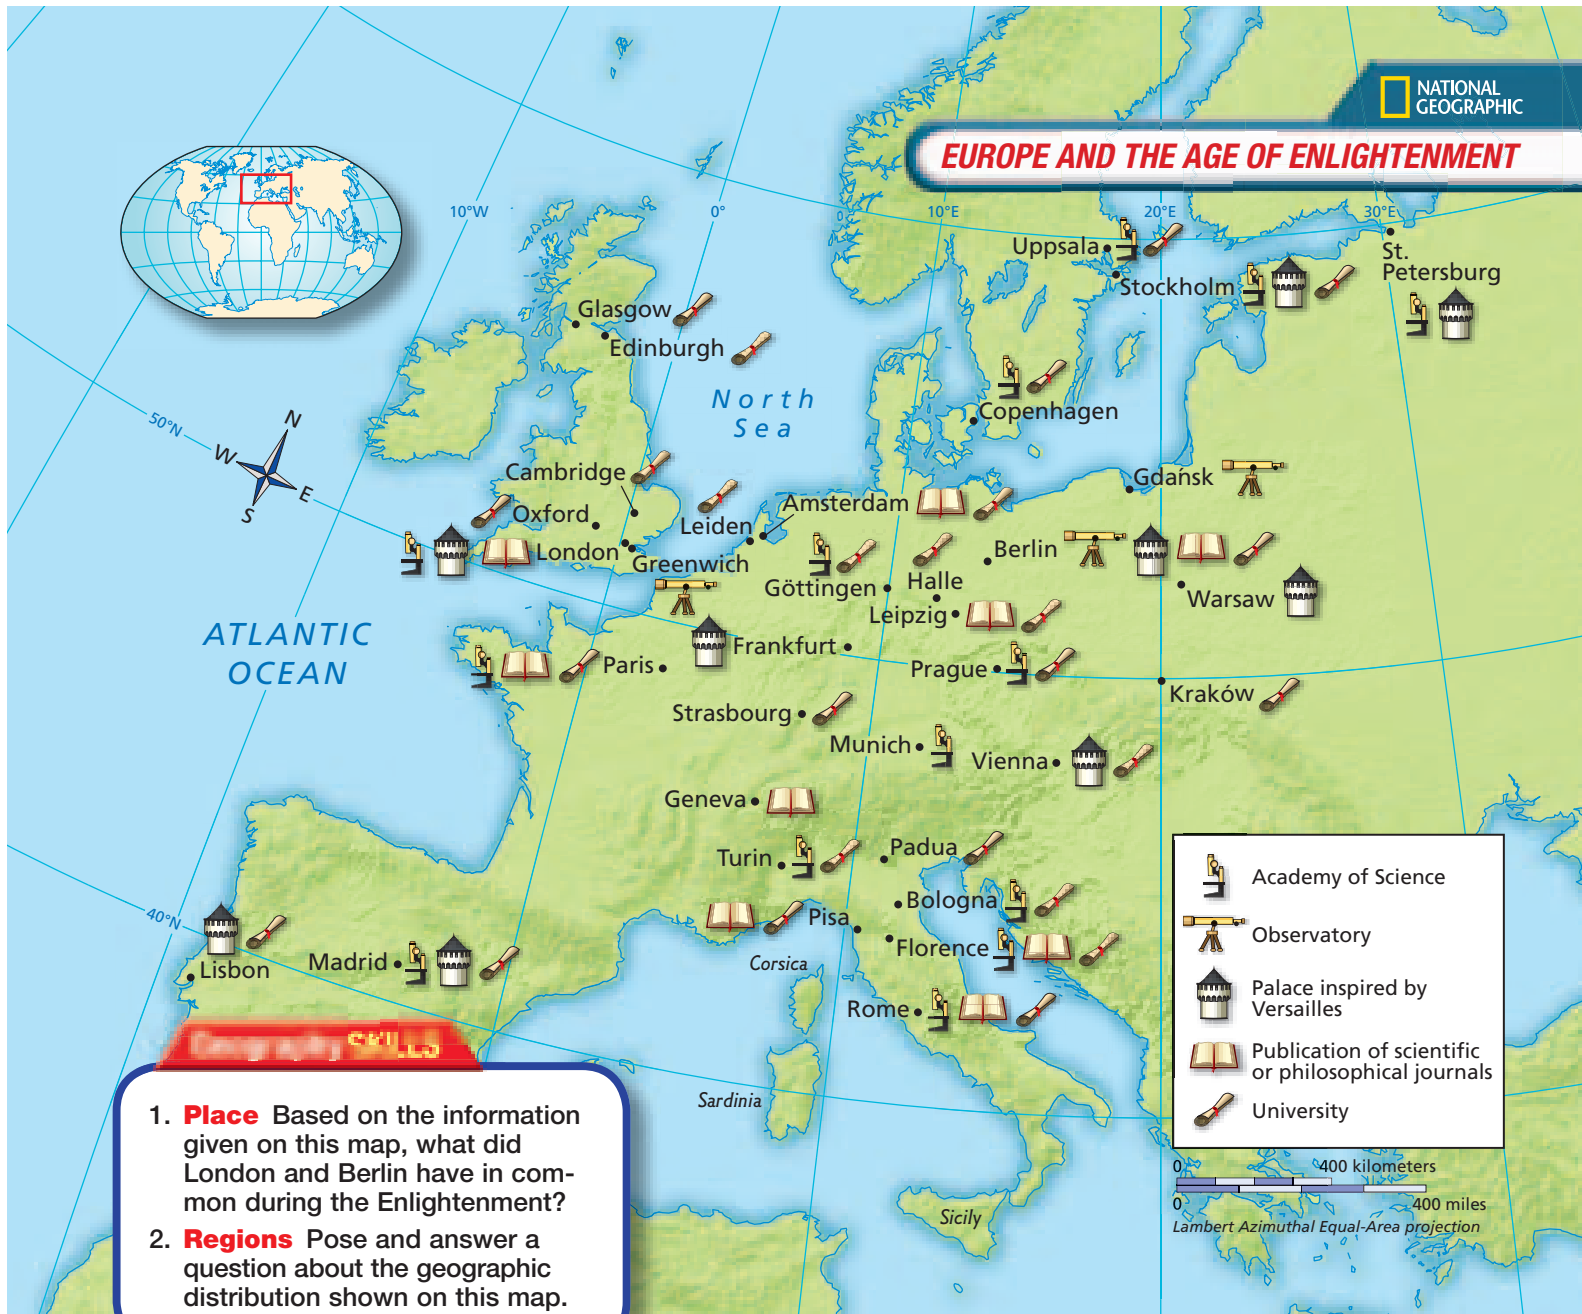 NATIONAL
GEOGRAPHIC
EUROPE AND THE AGE OF ENLIGHTENMENT
10°W
0°
10°E
20°E
30°E
50°N
40°N
N
W
E
S
Uppsala
Stockholm
St.
Petersburg
Glasgow
Edinburgh
North
Sea
Copenhagen
Cambridge
Oxford
London
Greenwich
Leiden
Amsterdam
Gdańsk
Berlin
Göttingen
Halle
Leipzig
Warsaw
ATLANTIC
OCEAN
Paris
Frankfurt
Prague
Kraków
Strasbourg
Munich
Vienna
Geneva
Turin
Padua
Bologna
Pisa
Florence
Corsica
Rome
Lisbon
Madrid
Sardinia
Sicily
Academy of Science
Observatory
Palace inspired by
Versailles
Publication of scientific
or philosophical journals
University
0
400 kilometers
0
400 miles
Lambert Azimuthal Equal-Area projection
Geography SKILLS
1. Place Based on the information
given on this map, what did
London and Berlin have in com-
mon during the Enlightenment?
2. Regions Pose and answer a
question about the geographic
distribution shown on this map.